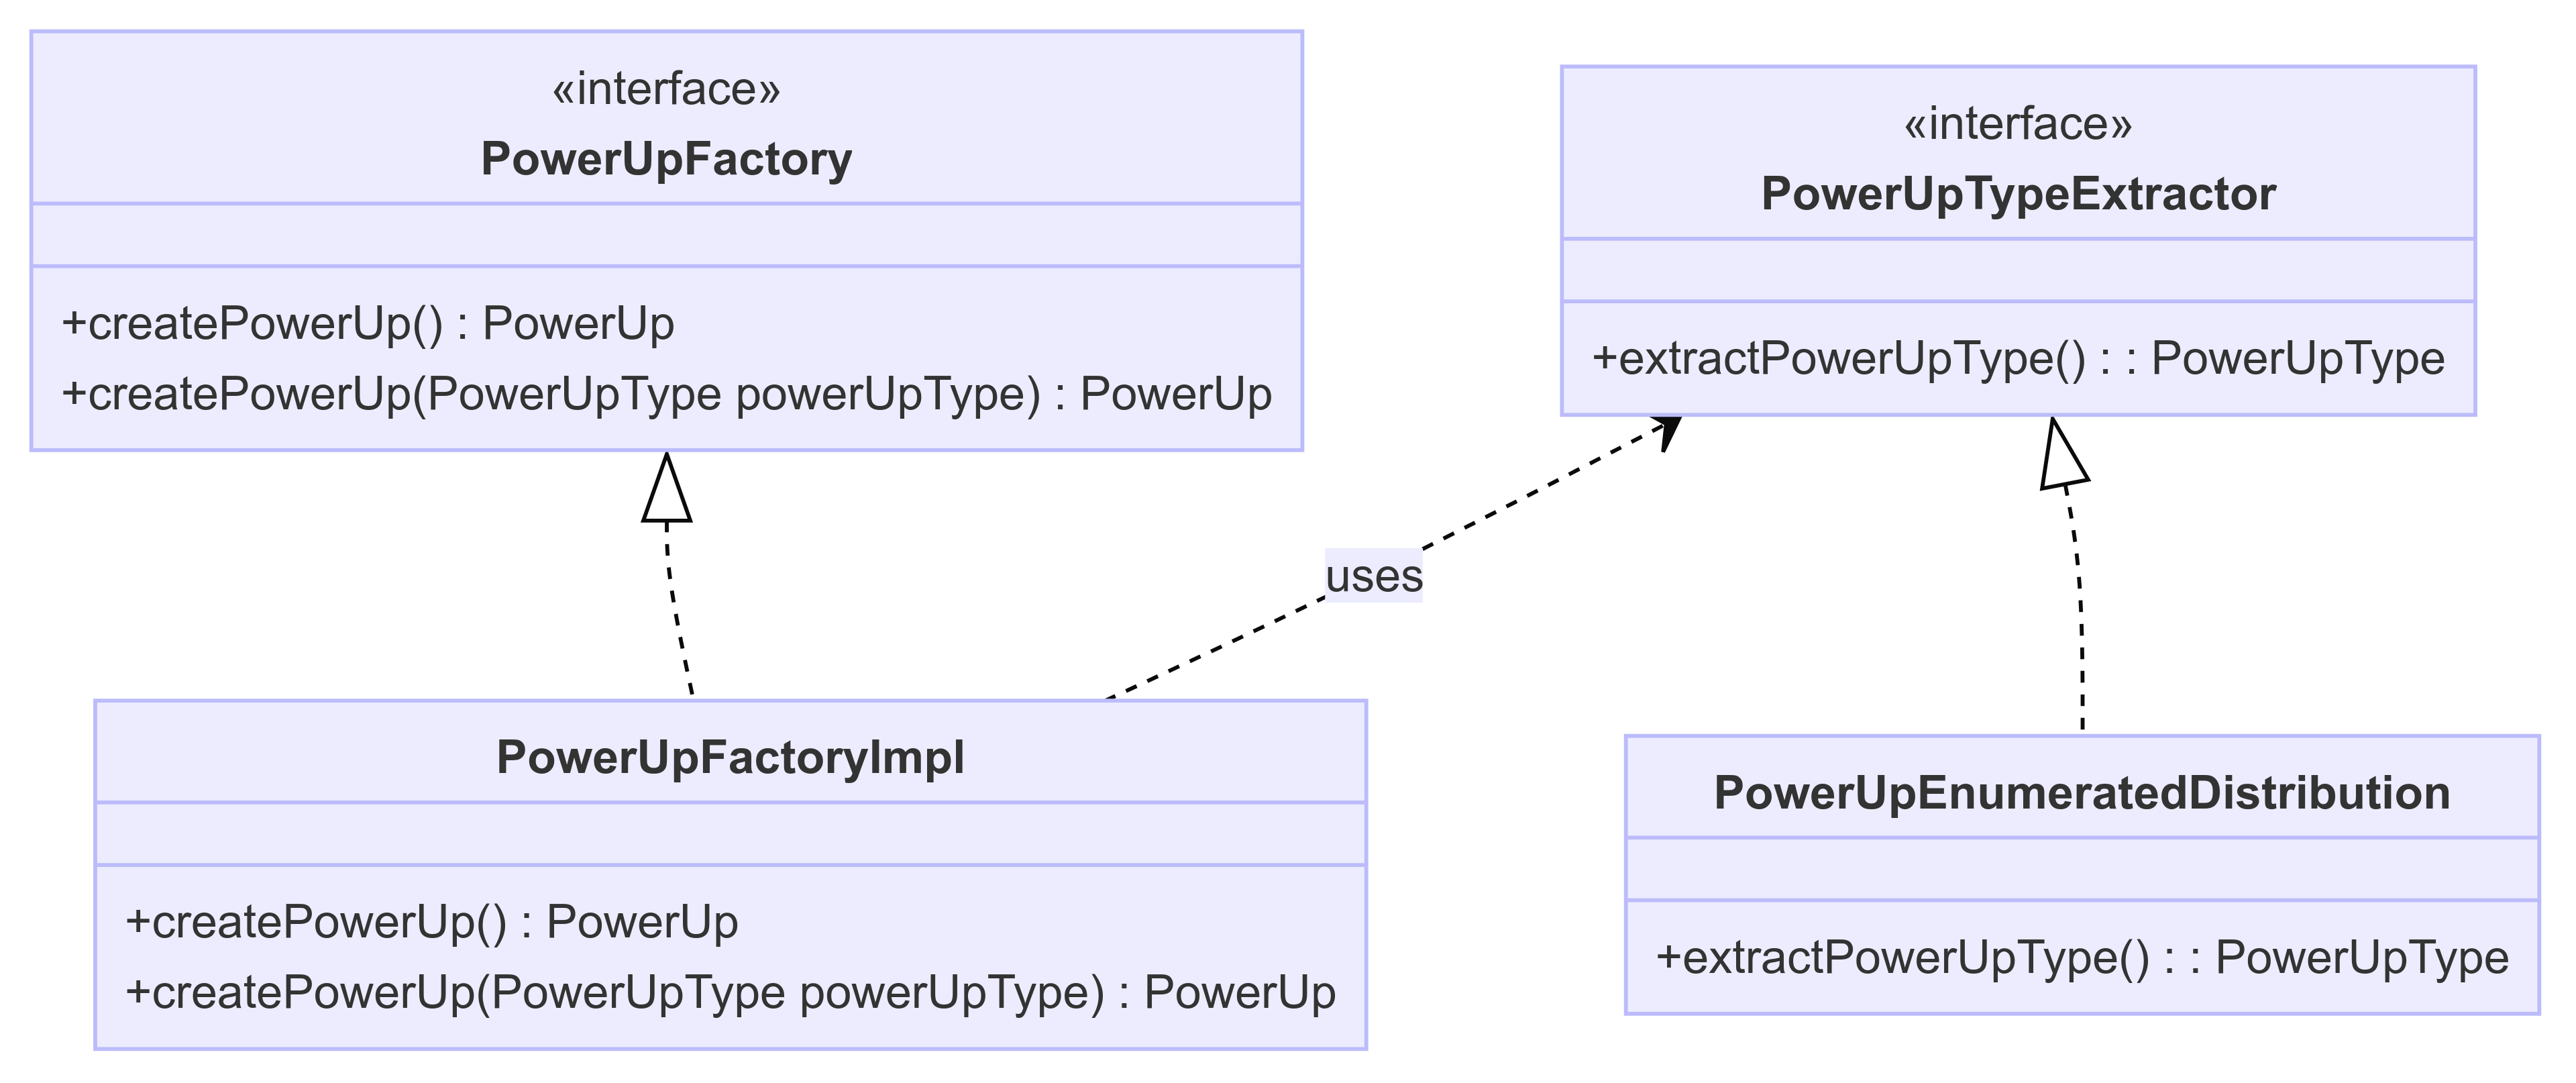 «interface»
PowerUpFactory
+createPowerUp() : PowerUp
+createPowerUp(PowerUpType powerUpType) : PowerUp
«interface»
PowerUpTypeExtractor
+extractPowerUpType() : : PowerUpType
uses
PowerUpFactoryImpl
+createPowerUp() : PowerUp
+createPowerUp(PowerUpType powerUpType) : PowerUp
PowerUpEnumeratedDistribution
+extractPowerUpType() : : PowerUpType